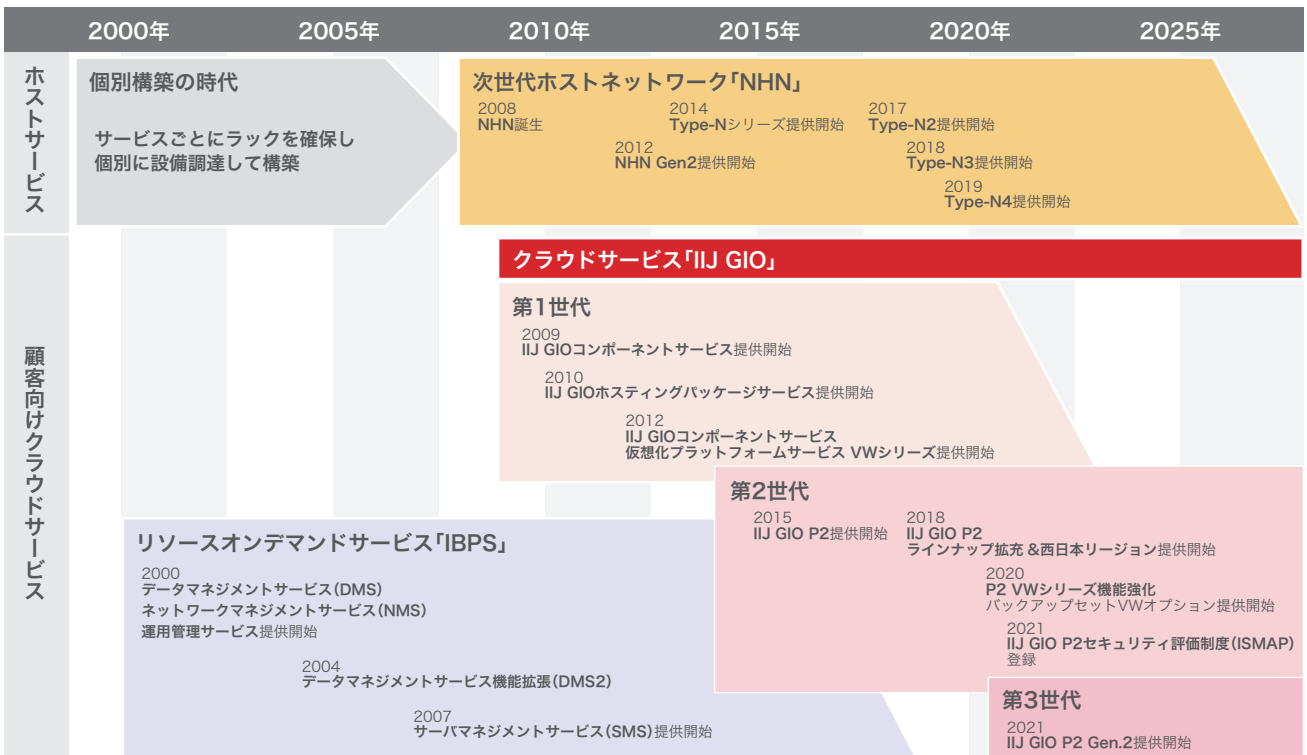 2000年 2005年 2010年 2015年 2020年 2025年
ホストサービス
個別構築の時代
サービスごとにラックを確保し
個別に設備調達して構築
次世代ホストネットワーク「NHN」
2008
NHN誕生
2014
Type-Nシリーズ提供開始
2017
Type-N2提供開始
2012
NHN Gen2提供開始
2018
Type-N3提供開始
2019
Type-N4提供開始
顧客向けクラウドサービス
クラウドサービス「IIJ GIO」
第1世代
2009
IIJ GIOコンポーネントサービス提供開始
2010
IIJ GIOホスティングパッケージサービス提供開始
2012
IIJ GIOコンポーネントサービス
仮想化プラットフォームサービス VWシリーズ提供開始
第2世代
2015
IIJ GIO P2提供開始
2018
IIJ GIO P2
ラインナップ拡充 &西日本リージョン提供開始
2020
P2 VWシリーズ機能強化
バックアップセットVWオプション提供開始
2021
IIJ GIO P2セキュリティ評価制度(ISMAP)
登録
第3世代
2021
IIJ GIO P2 Gen.2提供開始
リソースオンデマンドサービス「IBPS」
2000
データマネジメントサービス(DMS)
ネットワークマネジメントサービス(NMS)
運用管理サービス提供開始
2004
データマネジメントサービス機能拡張(DMS2)
2007
サーバマネジメントサービス(SMS)提供開始